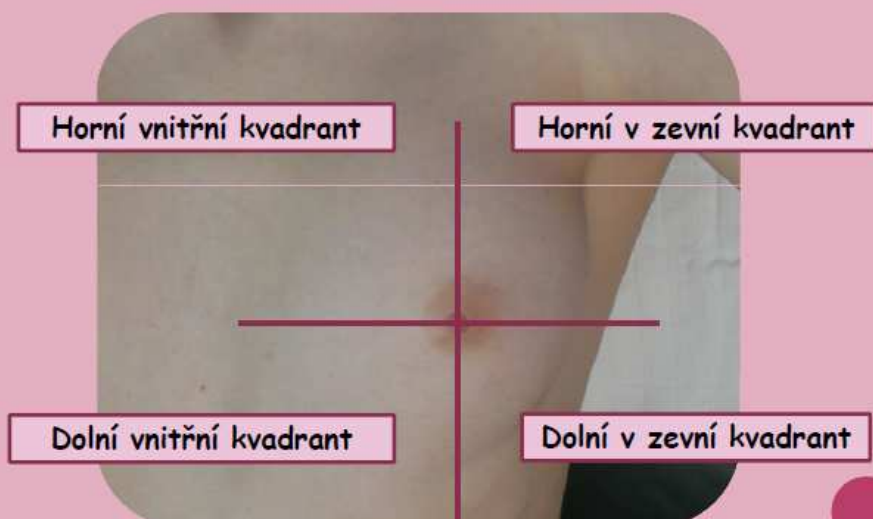 Horní vnitřní kvadrant
Horní v zevní kvadrant
Dolní vnitřní kvadrant
Dolní v zevní kvadrant